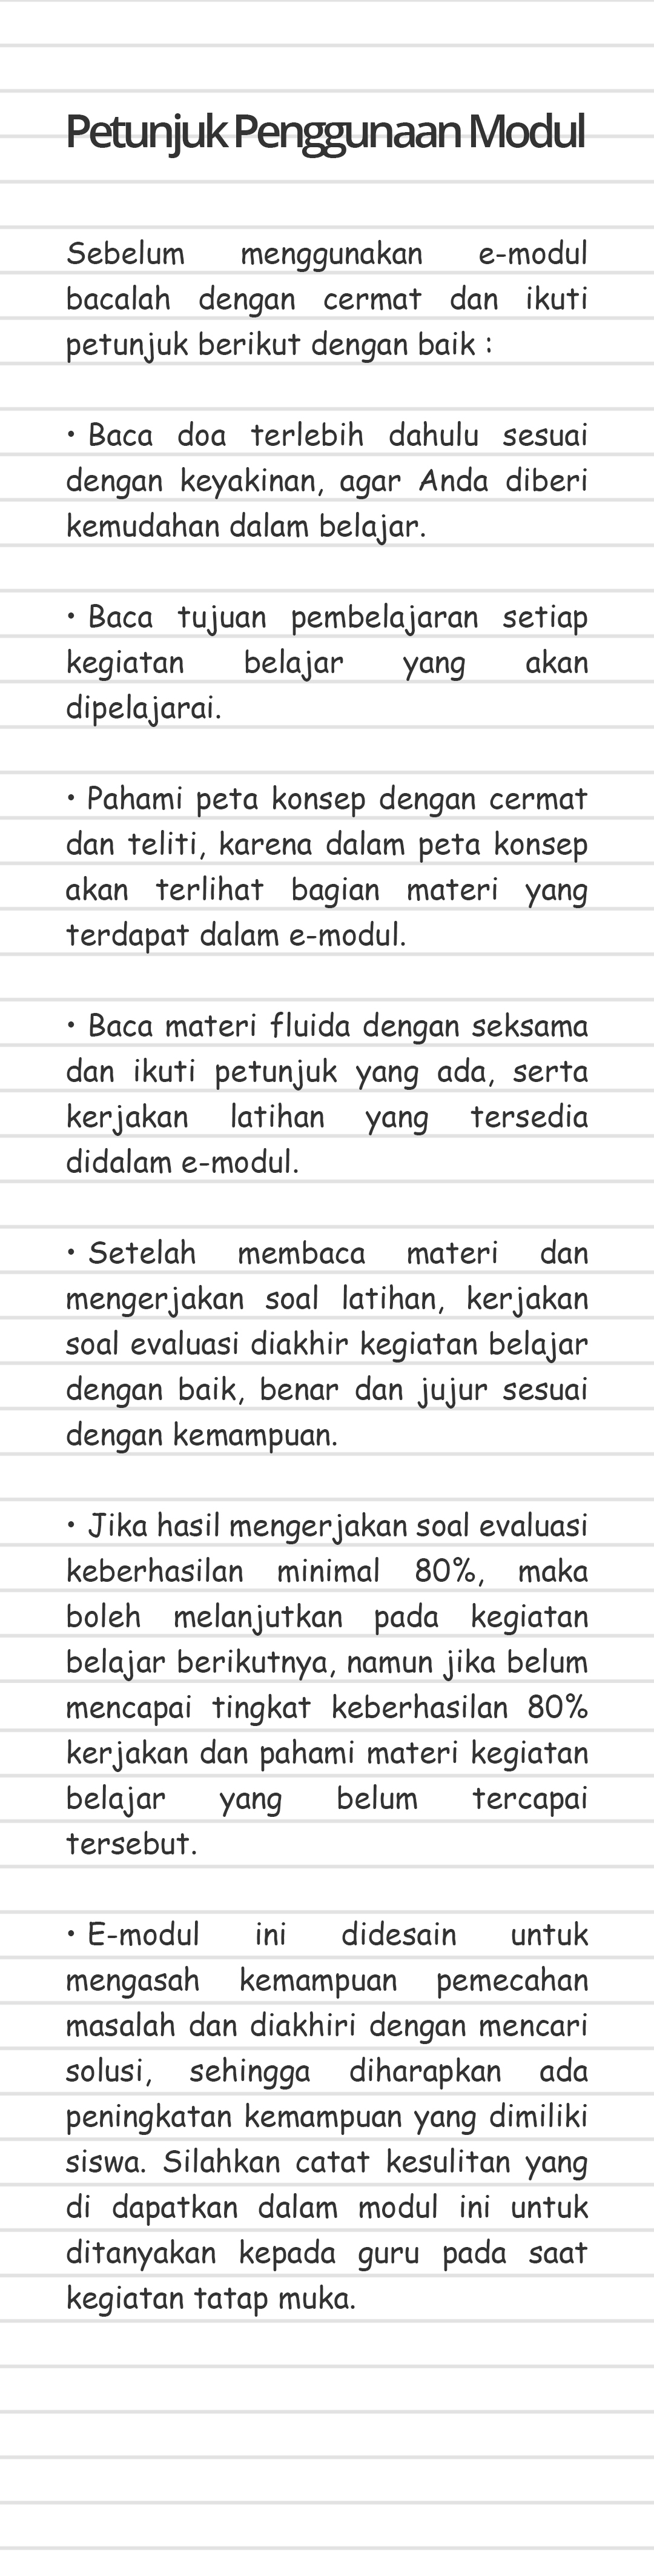 Petunjuk Penggunaan Modul
Sebelum menggunakan e-modul
bacalah dengan cermat dan ikuti
petunjuk berikut dengan baik :
• Baca doa terlebih dahulu sesuai
dengan keyakinan, agar Anda diberi
kemudahan dalam belajar.
• Baca tujuan pembelajaran setiap
kegiatan belajar yang akan
dipelajarai.
• Pahami peta konsep dengan cermat
dan teliti, karena dalam peta konsep
akan terlihat bagian materi yang
terdapat dalam e-modul.
• Baca materi fluida dengan seksama
dan ikuti petunjuk yang ada, serta
kerjakan latihan yang tersedia
didalam e-modul.
• Setelah membaca materi dan
mengerjakan soal latihan, kerjakan
soal evaluasi diakhir kegiatan belajar
dengan baik, benar dan jujur sesuai
dengan kemampuan.
• Jika hasil mengerjakan soal evaluasi
keberhasilan minimal 80%, maka
boleh melanjutkan pada kegiatan
belajar berikutnya, namun jika belum
mencapai tingkat keberhasilan 80%
kerjakan dan pahami materi kegiatan
belajar yang belum tercapai
tersebut.
• E-modul ini didesain untuk
mengasah kemampuan pemecahan
masalah dan diakhiri dengan mencari
solusi, sehingga diharapkan ada
peningkatan kemampuan yang dimiliki
siswa. Silahkan catat kesulitan yang
di dapatkan dalam modul ini untuk
ditanyakan kepada guru pada saat
kegiatan tatap muka.